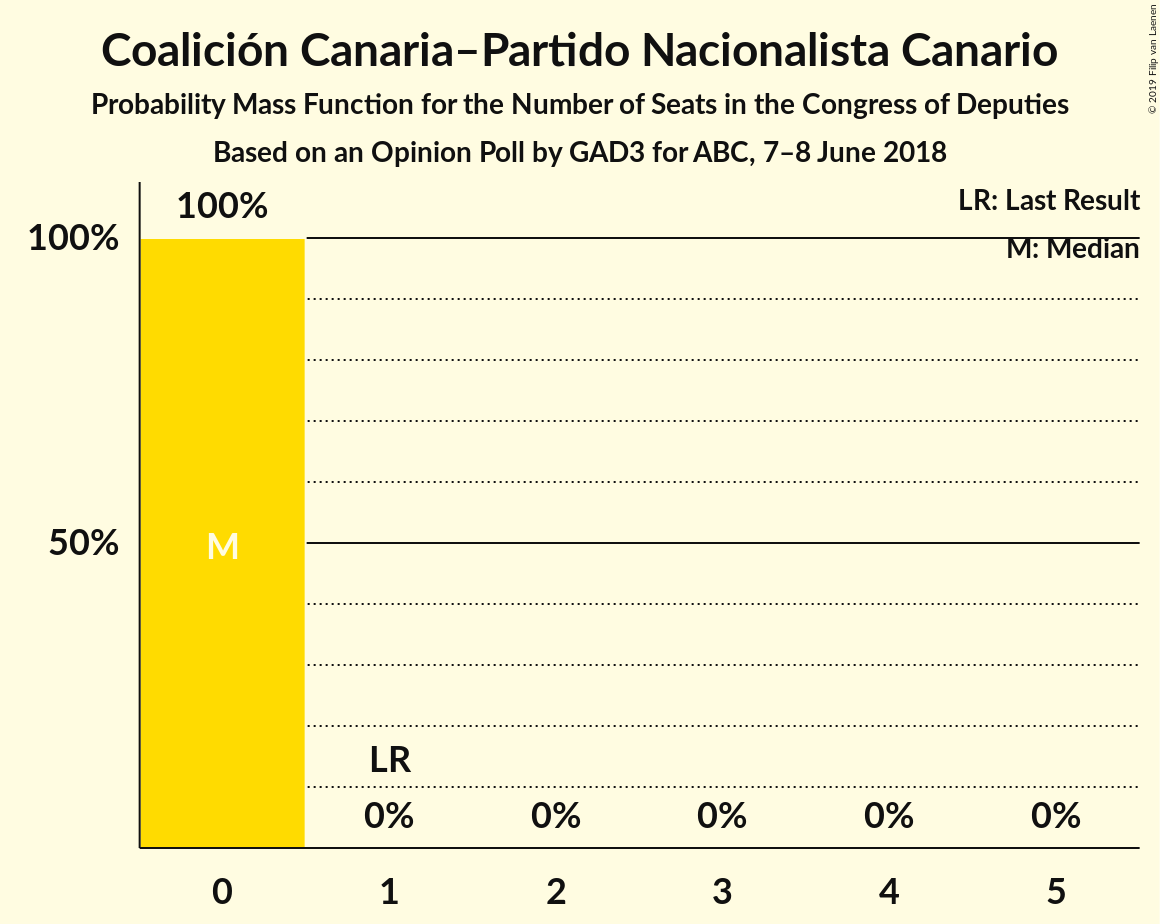 Coalición Canaria–Partido Nacionalista Canario
Probability Mass Function for the Number of Seats in the Congress of Deputies
Based on an Opinion Poll by GAD3 for ABC, 7–8 June 2018
© 2019 Filip van Laenen
LR: Last Result
M: Median
100%
100%
50%
M
LR
0% 0% 0% 0% 0%
0 1 2 3 4 5